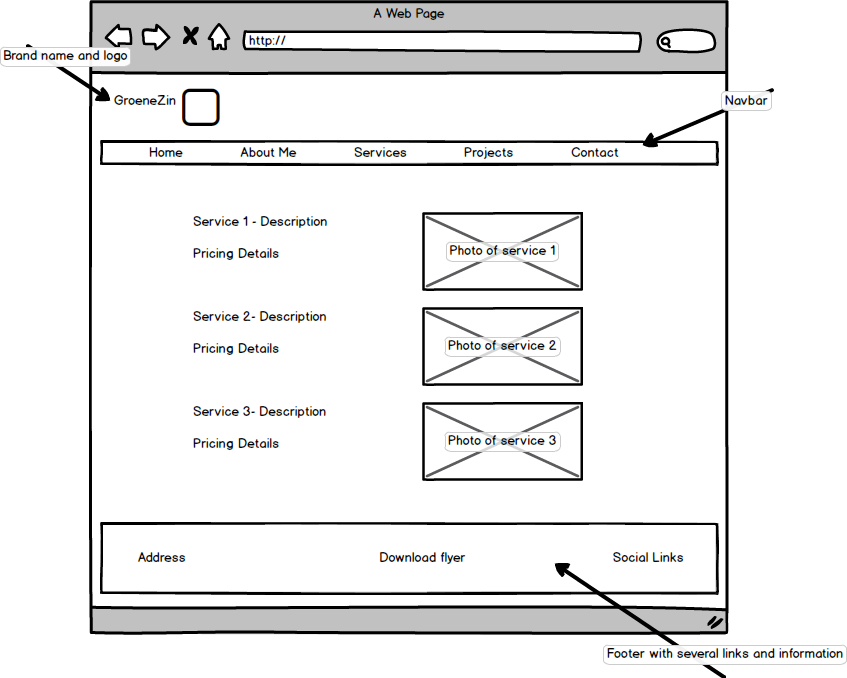 A Web Page
http://
Brand name and logo
GroeneZin
Navbar
Home About Me Services Projects Contact
Service 1 - Description
Pricing Details
Photo of service 1
Service 2- Description
Pricing Details
Photo of service 2
Service 3- Description
Pricing Details
Photo of service 3
Address Download flyer Social Links
Footer with several links and information